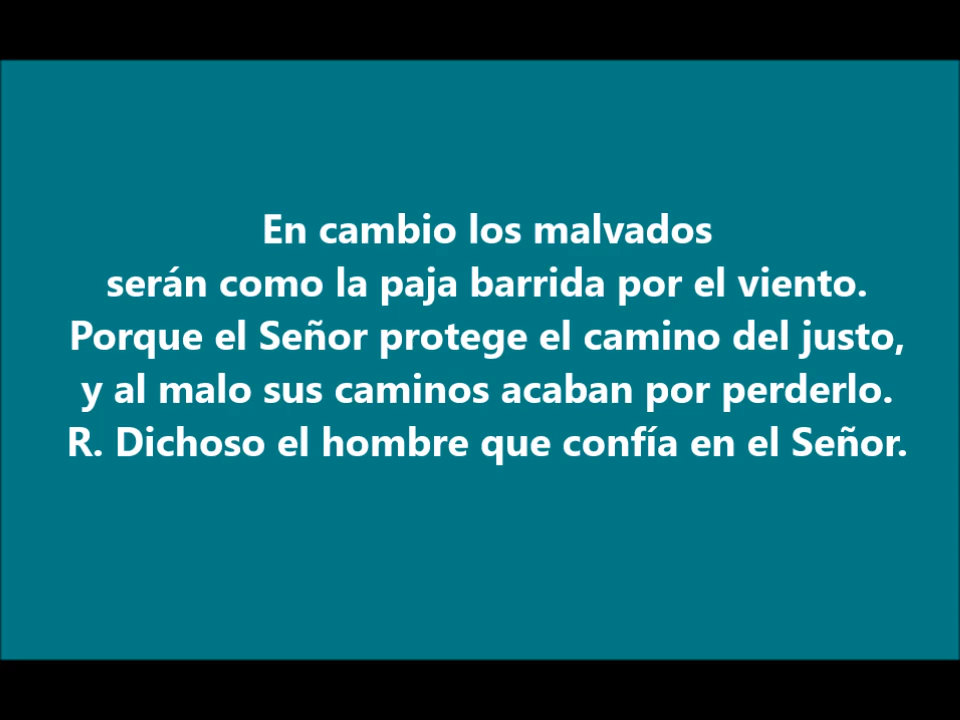 En cambio los malvados
serán como la paja barrida por el viento.
Porque el Señor protege el camino del justo,
y al malo sus caminos acaban por perderlo.
R. Dichoso el hombre que confía en el Señor.